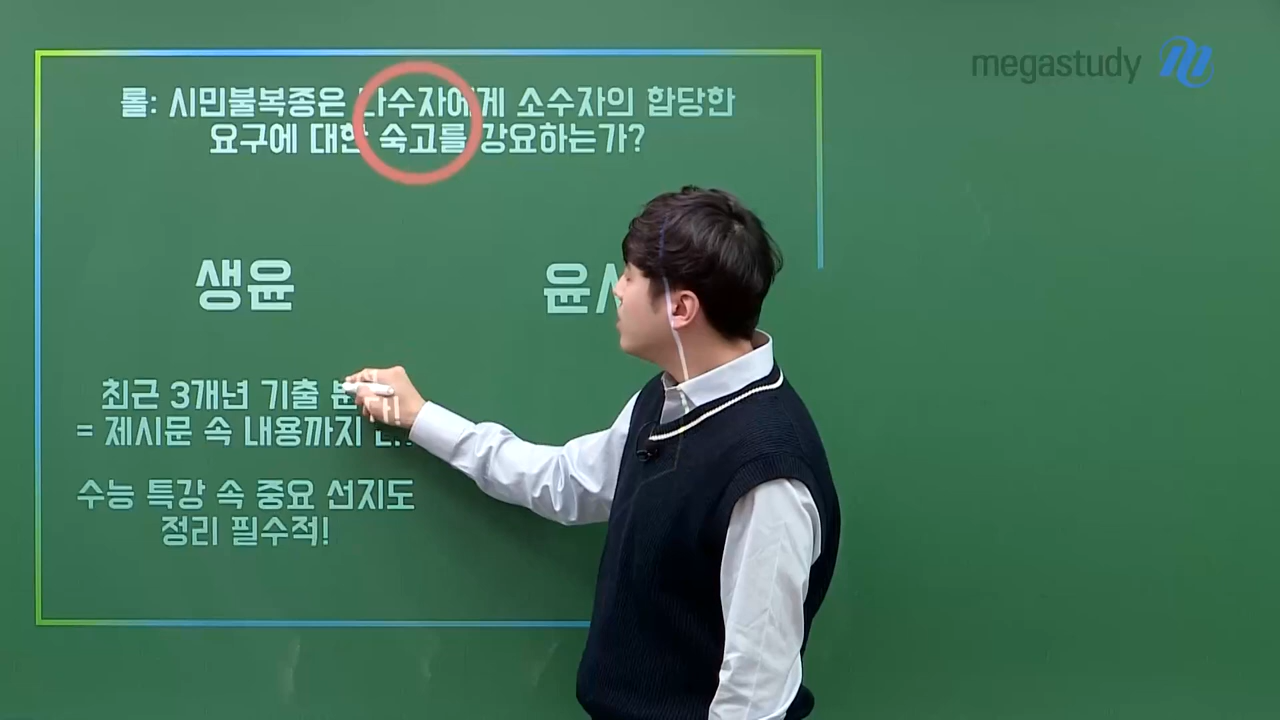 megastudy
롤: 시민불복종은 다수자에게 소수자의 합당한
요구에 대한 숙고를 강요하는가?
생윤
윤
최근 3개년 기출
= 제시문 속 내용까지
수능 특강 속 중요 선지도
정리 필수적!